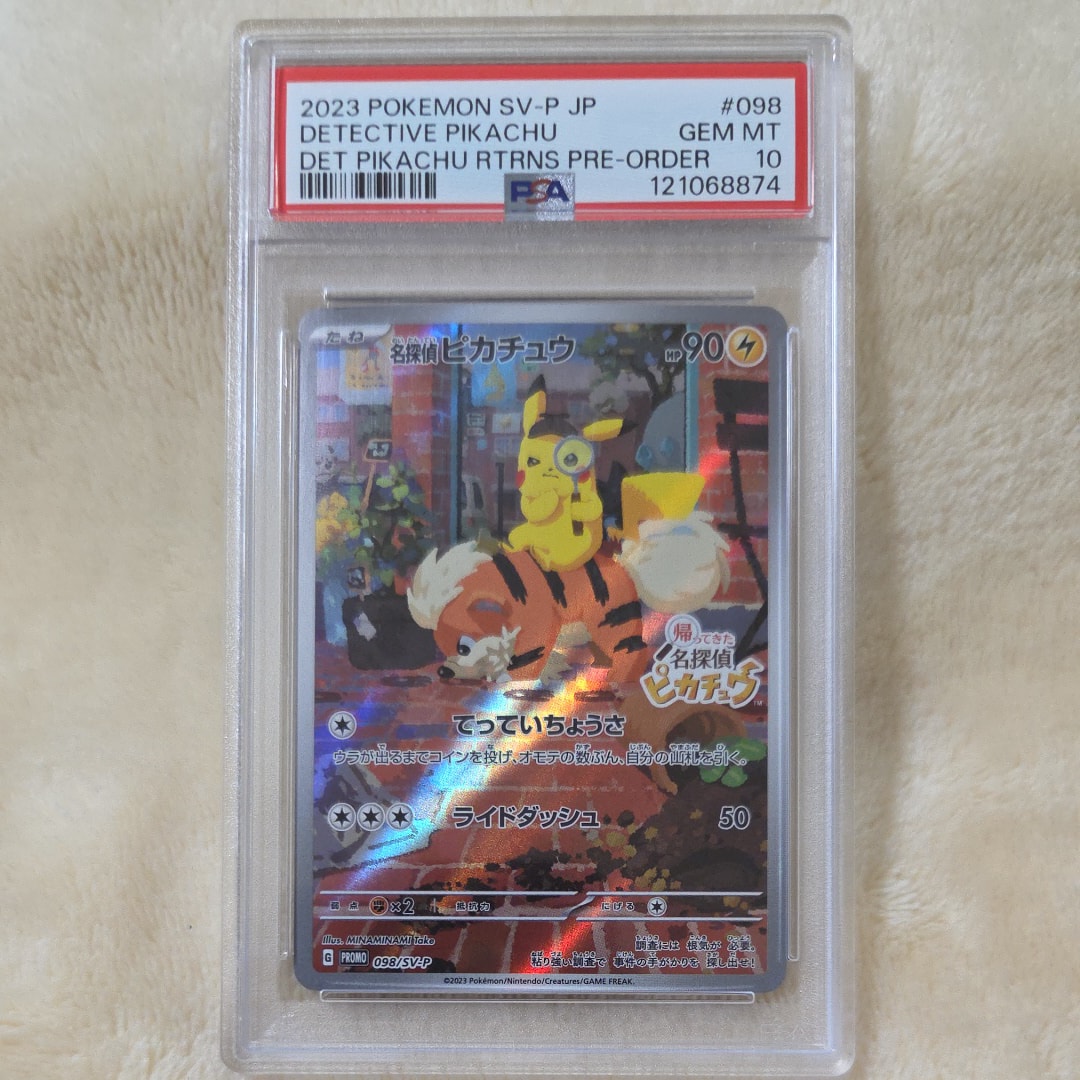 2023 POKEMON SV-P JP #098
DETECTIVE PIKACHU GEM MT
DET PIKACHU RTRNS PRE-ORDER 10
121068874
PSA
たね
名探偵ピカチュウ HP90
帰ってきた
名探偵
ピカチュウ
TM
てっていちょうさ
ウラが出るまでコインを投げ、オモテの数ぶん、自分の山札を引く。
ライドダッシュ 50
弱点 ×2 抵抗力 にげる
Illus. MINAMINAMI Take
調査には 根気が 必要。
G PROMO 098/SV-P
粘り強い調査で 事件の手がかりを 探し出せ!
©2023 Pokémon/Nintendo/Creatures/GAME FREAK.